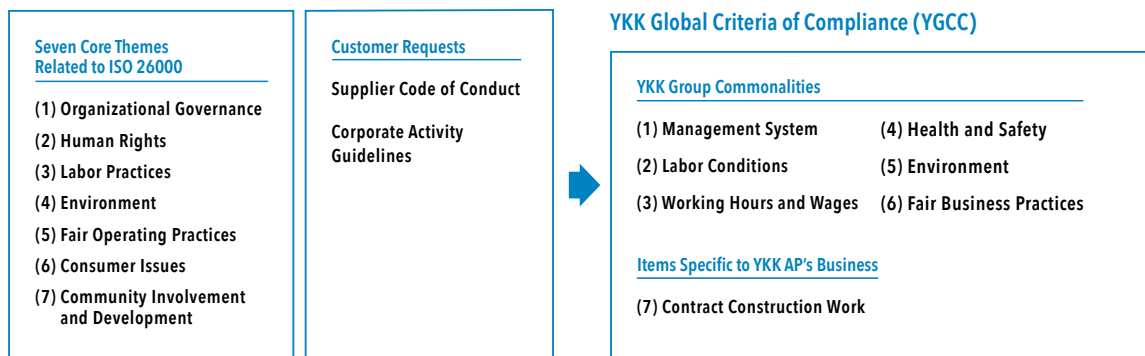 Seven Core Themes
Related to ISO 26000
(1) Organizational Governance
(2) Human Rights
(3) Labor Practices
(4) Environment
(5) Fair Operating Practices
(6) Consumer Issues
(7) Community Involvement
and Development
Customer Requests
Supplier Code of Conduct
Corporate Activity
Guidelines
YKK Global Criteria of Compliance (YGCC)
YKK Group Commonalities
(1) Management System
(2) Labor Conditions
(3) Working Hours and Wages
(4) Health and Safety
(5) Environment
(6) Fair Business Practices
Items Specific to YKK AP's Business
(7) Contract Construction Work